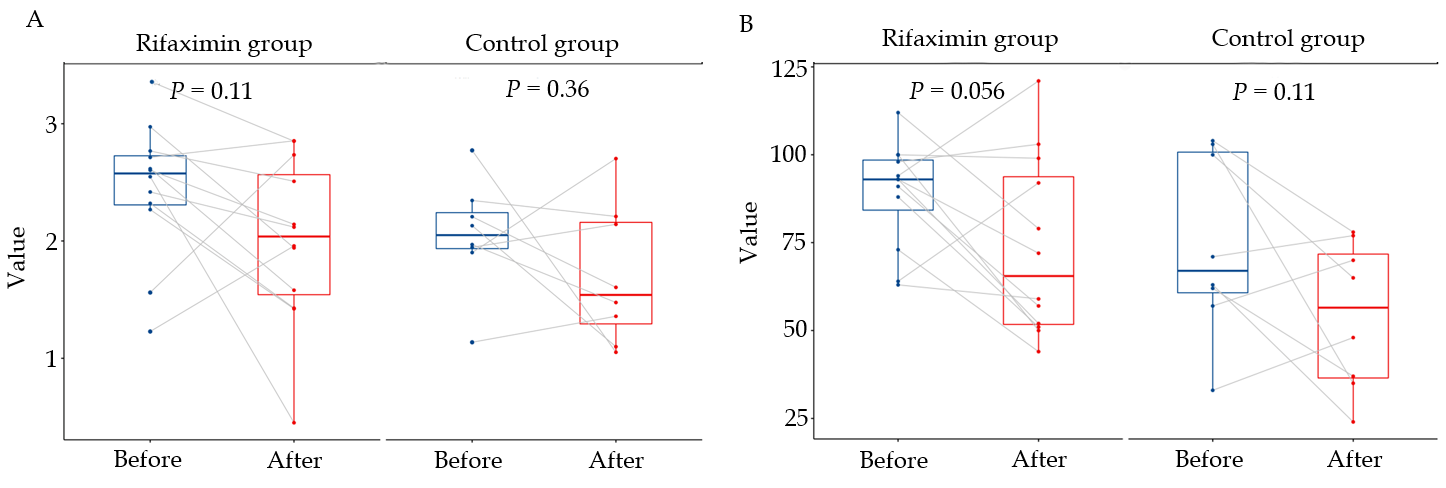 A
Rifaximin group
Control group
P = 0.11
P = 0.36
3
2
1
Value
Before
After
Before
After
B
Rifaximin group
Control group
P = 0.056
P = 0.11
125
100
75
50
25
Value
Before
After
Before
After